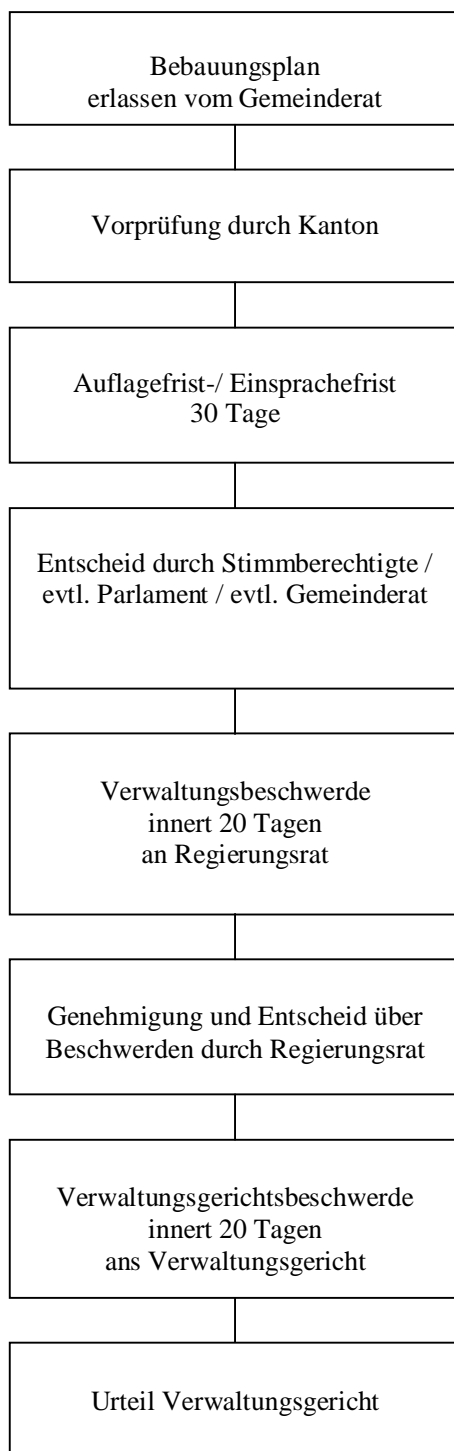 Bebauungsplan
erlassen vom Gemeinderat
Vorprüfung durch Kanton
Auflagefrist-/ Einsprachefrist
30 Tage
Entscheid durch Stimmberechtigte /
evtl. Parlament / evtl. Gemeinderat
Verwaltungsbeschwerde
innert 20 Tagen
an Regierungsrat
Genehmigung und Entscheid über
Beschwerden durch Regierungsrat
Verwaltungsgerichtsbeschwerde
innert 20 Tagen
ans Verwaltungsgericht
Urteil Verwaltungsgericht